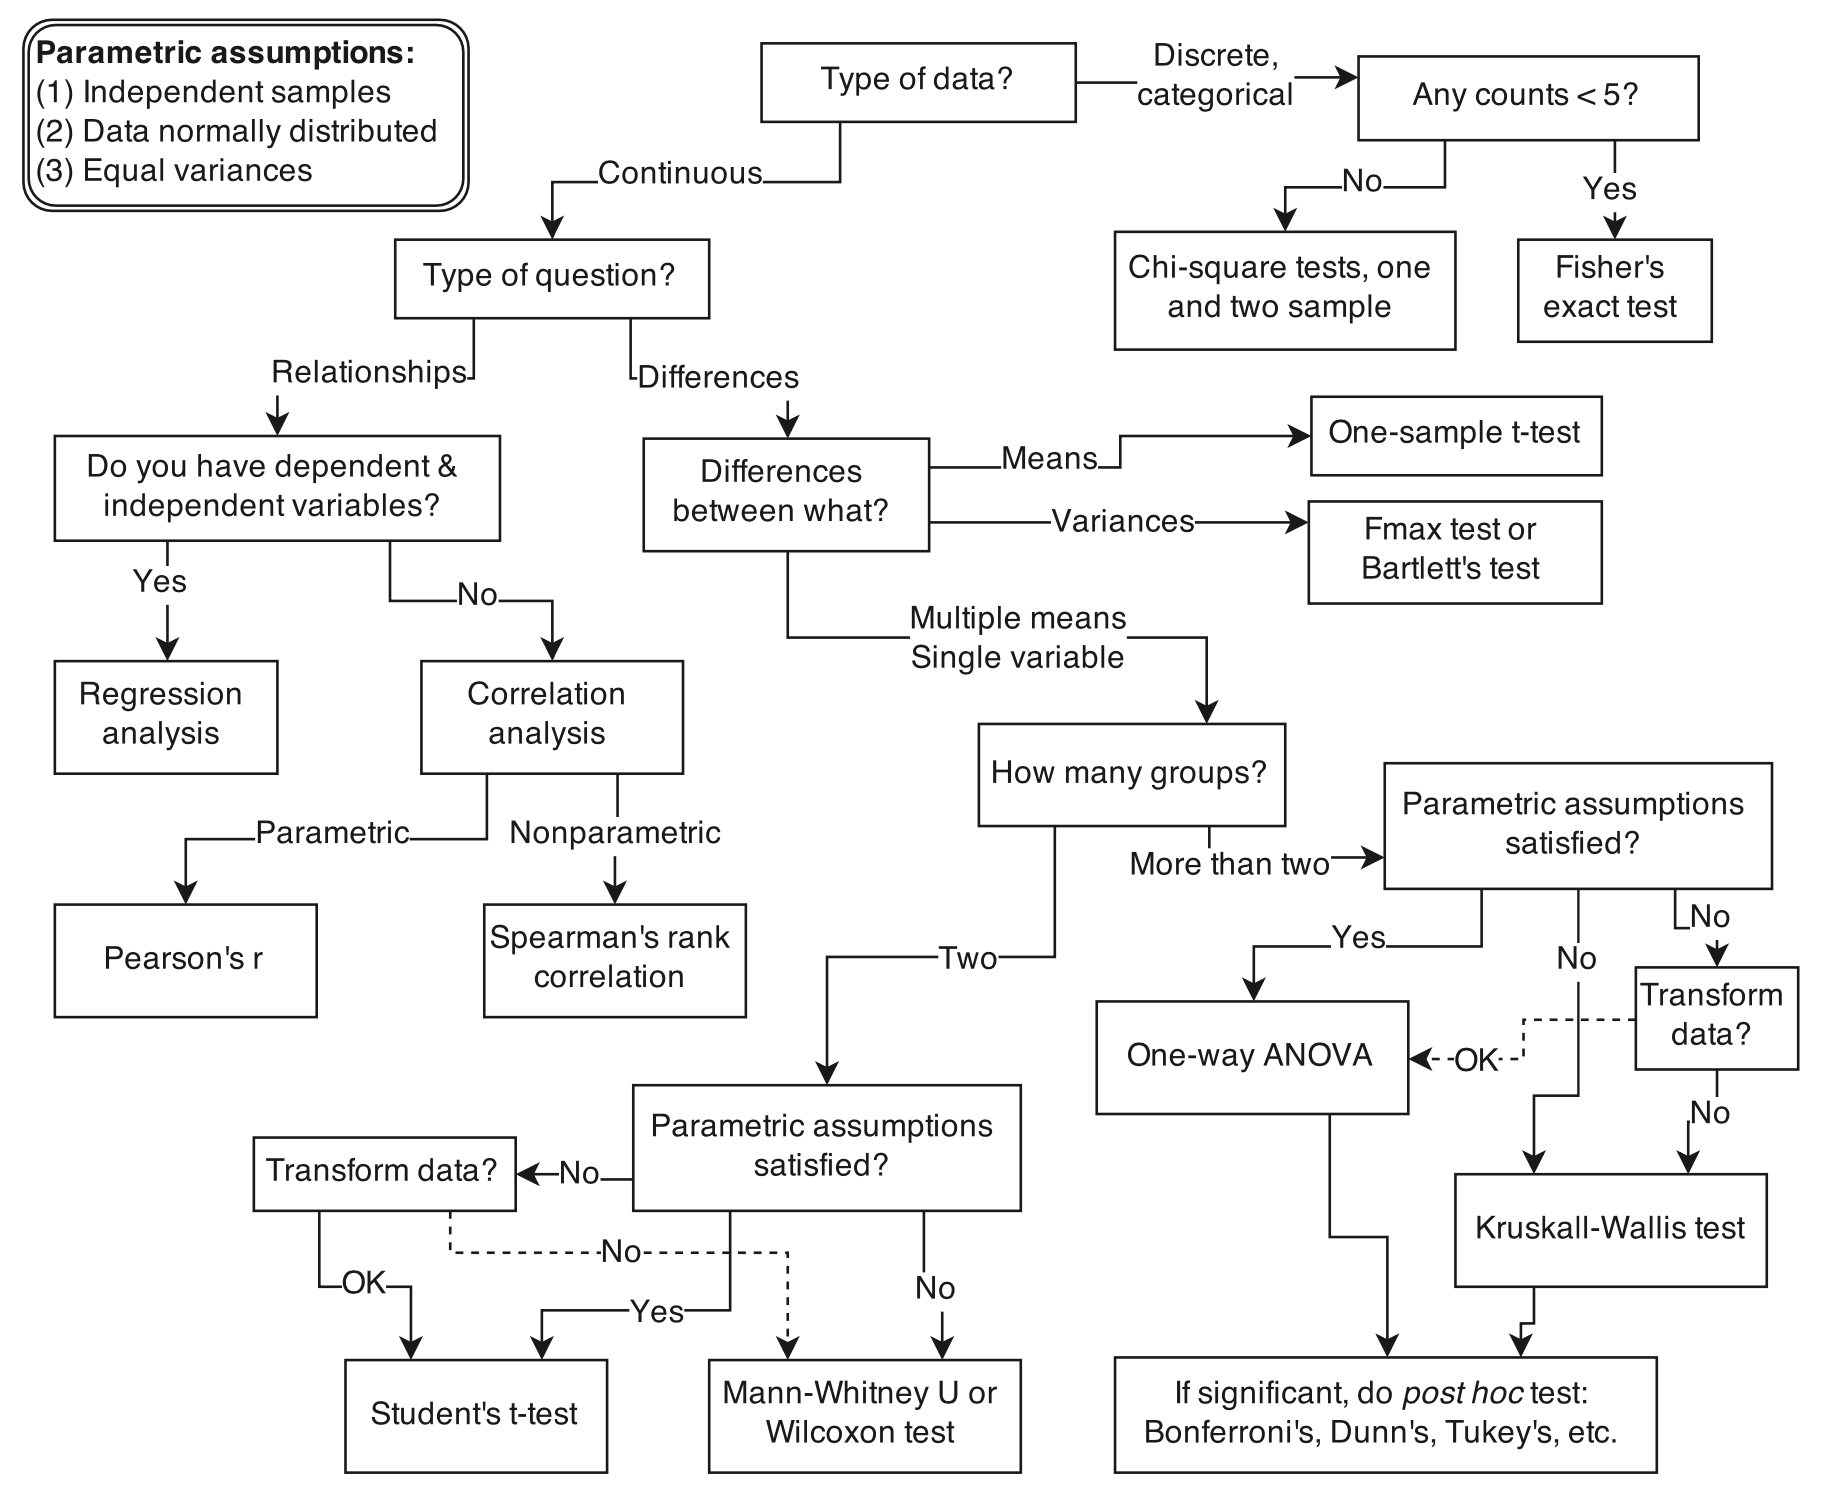 Parametric assumptions:
(1) Independent samples
(2) Data normally distributed
(3) Equal variances
Type of data?
Discrete,
categorical
Any counts < 5?
Continuous
No
Yes
Type of question?
Chi-square tests, one
and two sample
Fisher's
exact test
Relationships
Differences
Do you have dependent &
independent variables?
Differences
between what?
Means
One-sample t-test
Variances
Fmax test or
Bartlett's test
Yes
No
Multiple means
Single variable
Regression
analysis
Correlation
analysis
How many groups?
Parametric
Nonparametric
More than two
Parametric assumptions
satisfied?
Pearson's r
Spearman's rank
correlation
Two
Yes
No
No
Transform
data?
One-way ANOVA
OK
No
Parametric assumptions
satisfied?
Transform data?
No
Kruskall-Wallis test
No
OK
Yes
No
Student's t-test
Mann-Whitney U or
Wilcoxon test
If significant, do post hoc test:
Bonferroni's, Dunn's, Tukey's, etc.